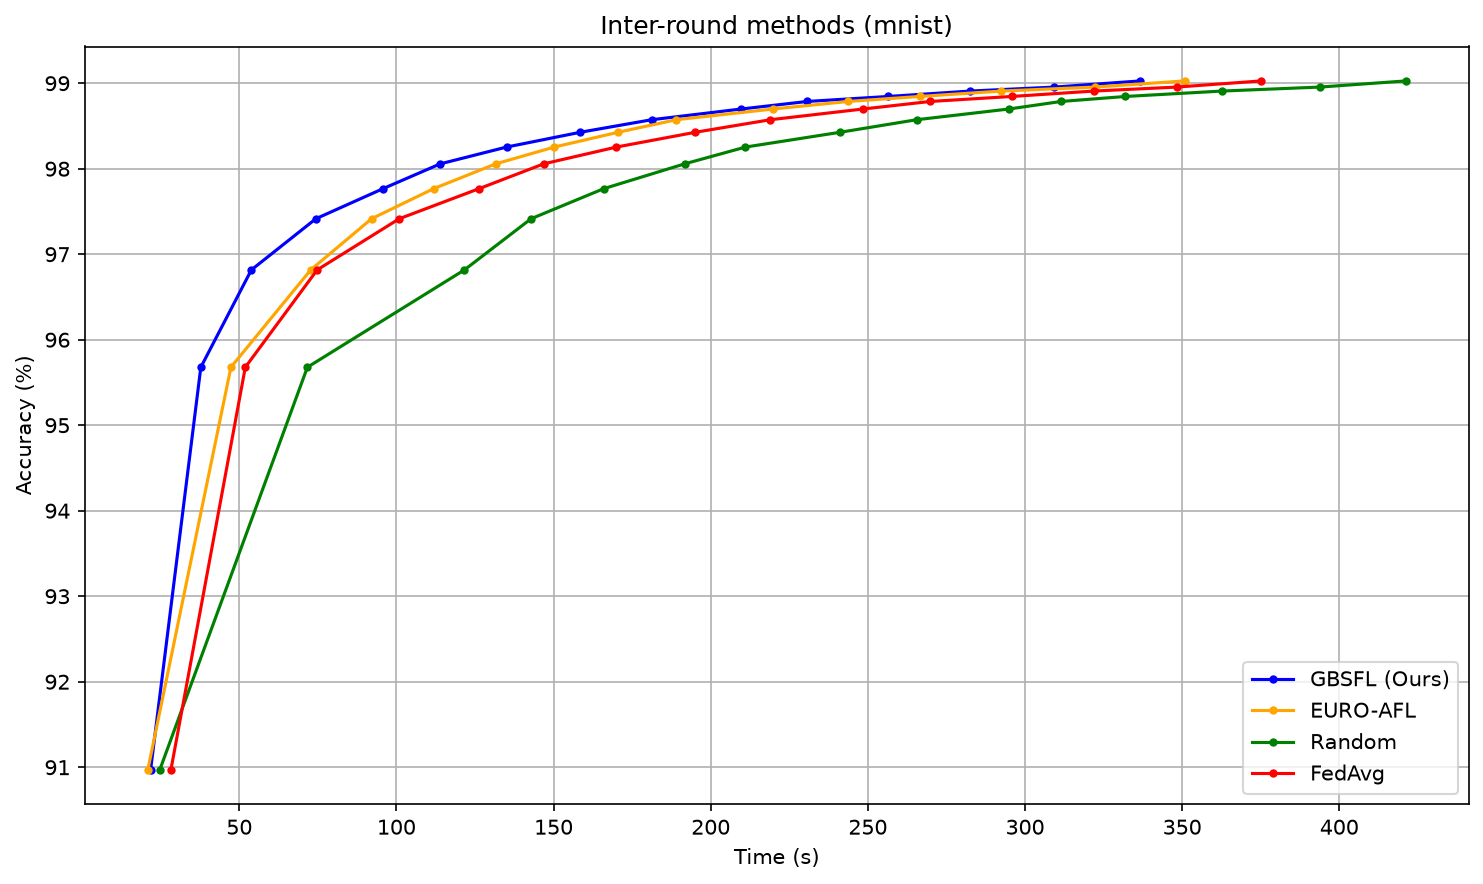 Inter-round methods (mnist)
Accuracy (%)
99
98
97
96
95
94
93
92
91
50 100 150 200 250 300 350 400
Time (s)
GBSFL (Ours)
EURO-AFL
Random
FedAvg